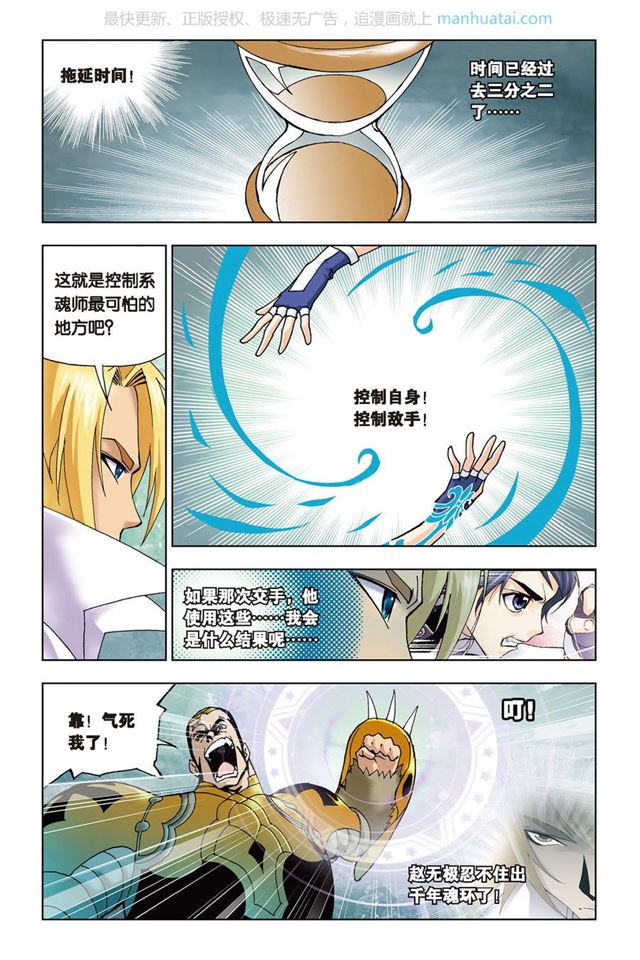 最快更新、正版授权、极速无广告，追漫画就上 manhuatai.com
拖延时间！
时间已经过
去三分之二
了……
这就是控制系
魂师最可怕的
地方吧？
控制自身！
控制敌手！
如果那次交手，他
使用这些……我会
是什么结果呢……
靠！气死
我了！
叮！
赵无极忍不住出
千年魂环了！